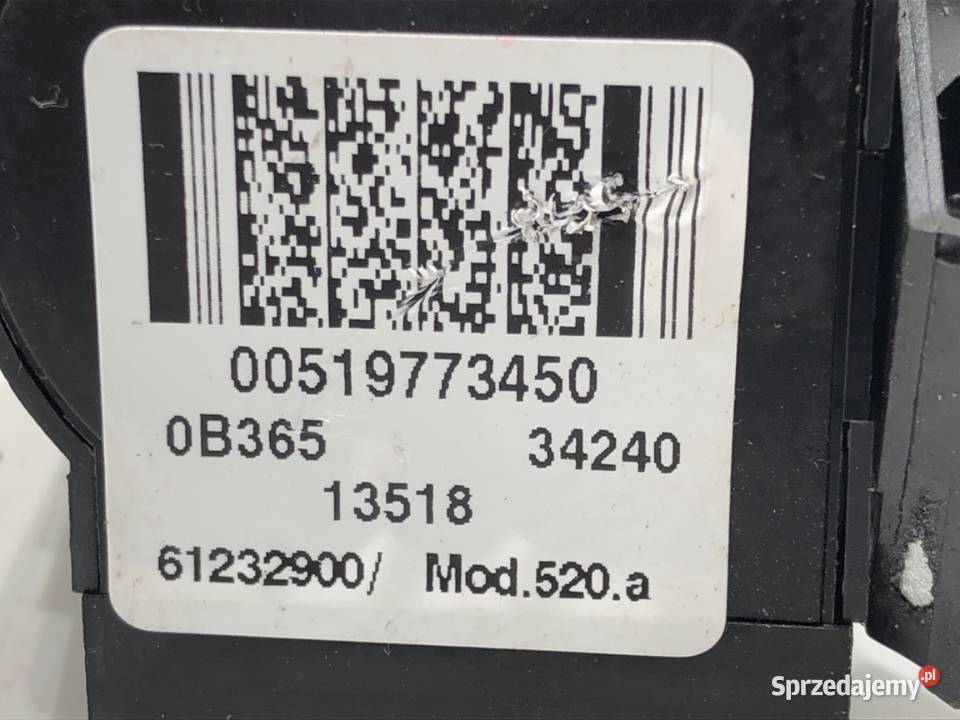 00519773450
0B365 34240
13518
61232900/ Mod.520.a
Sprzedajemy.pl